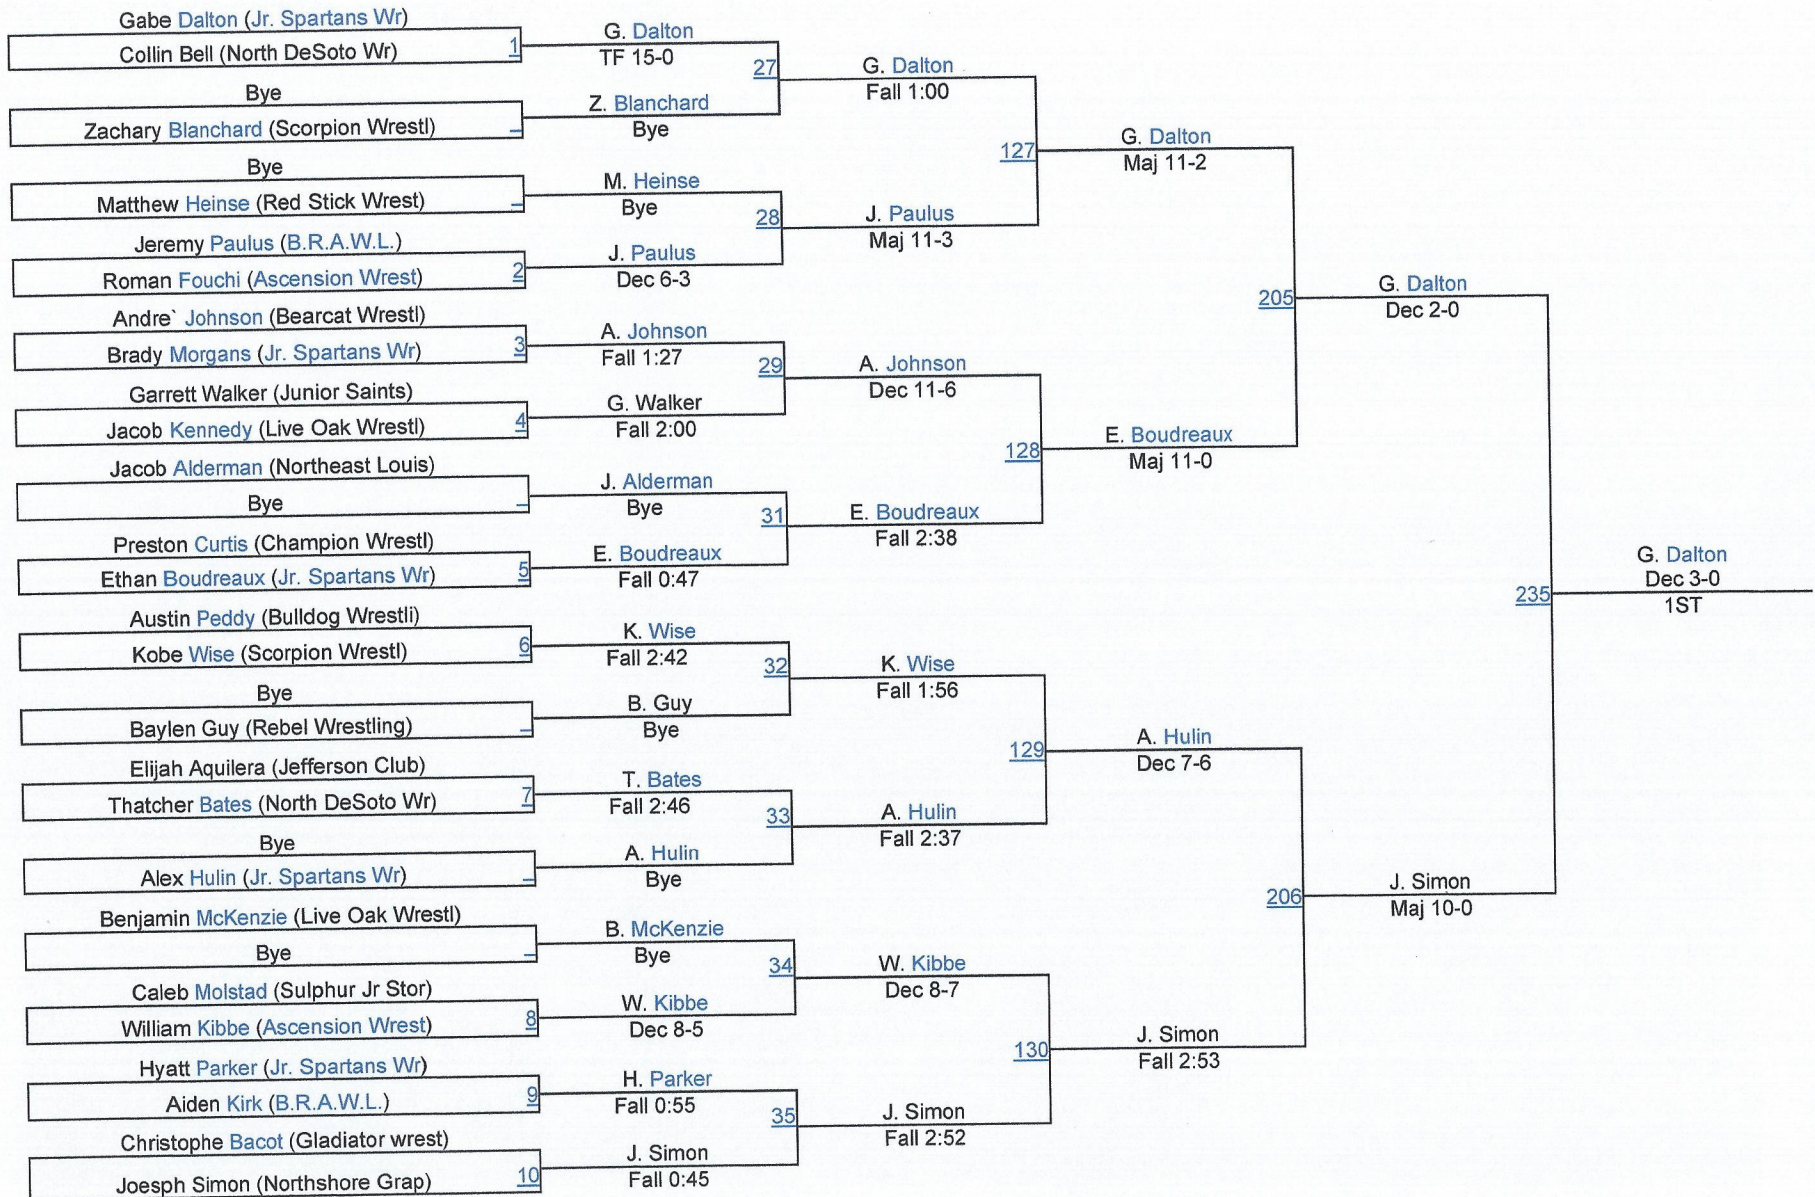 Gabe Dalton (Jr. Spartans Wr)
Collin Bell (North DeSoto Wr)
1
Bye
Zachary Blanchard (Scorpion Wrestl)
Bye
Matthew Heinse (Red Stick Wrest)
Jeremy Paulus (B.R.A.W.L.)
Roman Fouchi (Ascension Wrest)
2
Andre` Johnson (Bearcat Wrestl)
Brady Morgans (Jr. Spartans Wr)
3
Garrett Walker (Junior Saints)
Jacob Kennedy (Live Oak Wrestl)
4
Jacob Alderman (Northeast Louis)
Bye
Preston Curtis (Champion Wrestl)
Ethan Boudreaux (Jr. Spartans Wr)
5
Austin Peddy (Bulldog Wrestli)
Kobe Wise (Scorpion Wrestl)
6
Bye
Baylen Guy (Rebel Wrestling)
Elijah Aquilera (Jefferson Club)
Thatcher Bates (North DeSoto Wr)
7
Bye
Alex Hulin (Jr. Spartans Wr)
Benjamin McKenzie (Live Oak Wrestl)
Bye
Caleb Molstad (Sulphur Jr Stor)
William Kibbe (Ascension Wrest)
8
Hyatt Parker (Jr. Spartans Wr)
Aiden Kirk (B.R.A.W.L.)
9
Christophe Bacot (Gladiator wrest)
Joesph Simon (Northshore Grap)
10
G. Dalton
TF 15-0
27
Z. Blanchard
Bye
M. Heinse
Bye
28
J. Paulus
Dec 6-3
A. Johnson
Fall 1:27
29
G. Walker
Fall 2:00
J. Alderman
Bye
31
E. Boudreaux
Fall 0:47
K. Wise
Fall 2:42
32
B. Guy
Bye
T. Bates
Fall 2:46
33
A. Hulin
Bye
B. McKenzie
Bye
34
W. Kibbe
Dec 8-5
H. Parker
Fall 0:55
35
J. Simon
Fall 0:45
G. Dalton
Fall 1:00
127
J. Paulus
Maj 11-3
A. Johnson
Dec 11-6
128
E. Boudreaux
Fall 2:38
K. Wise
Fall 1:56
129
A. Hulin
Fall 2:37
W. Kibbe
Dec 8-7
130
J. Simon
Fall 2:52
G. Dalton
Maj 11-2
205
E. Boudreaux
Maj 11-0
A. Hulin
Dec 7-6
206
J. Simon
Fall 2:53
G. Dalton
Dec 2-0
235
J. Simon
Maj 10-0
G. Dalton
Dec 3-0
1ST